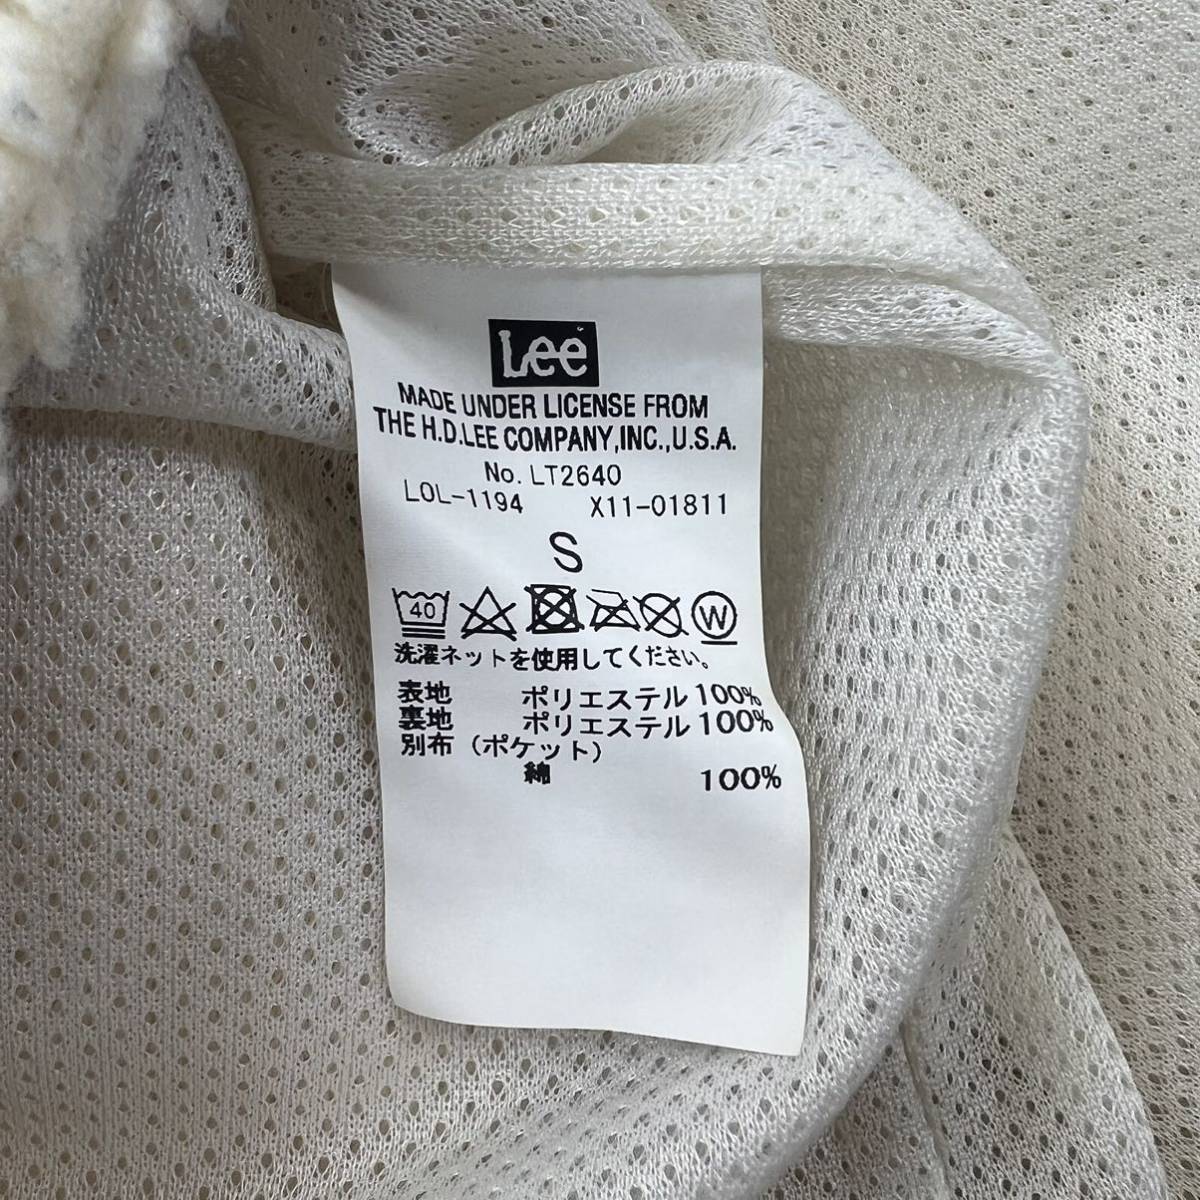 Lee
MADE UNDER LICENSE FROM
THE H.D.LEE COMPANY,INC.,U.S.A.
No. LT2640
LOL-1194 X11-01811
S
40 W
洗濯ネットを使用してください。
表地 ポリエステル 100%
裏地 ポリエステル 100%
別布（ポケット）
綿 100%